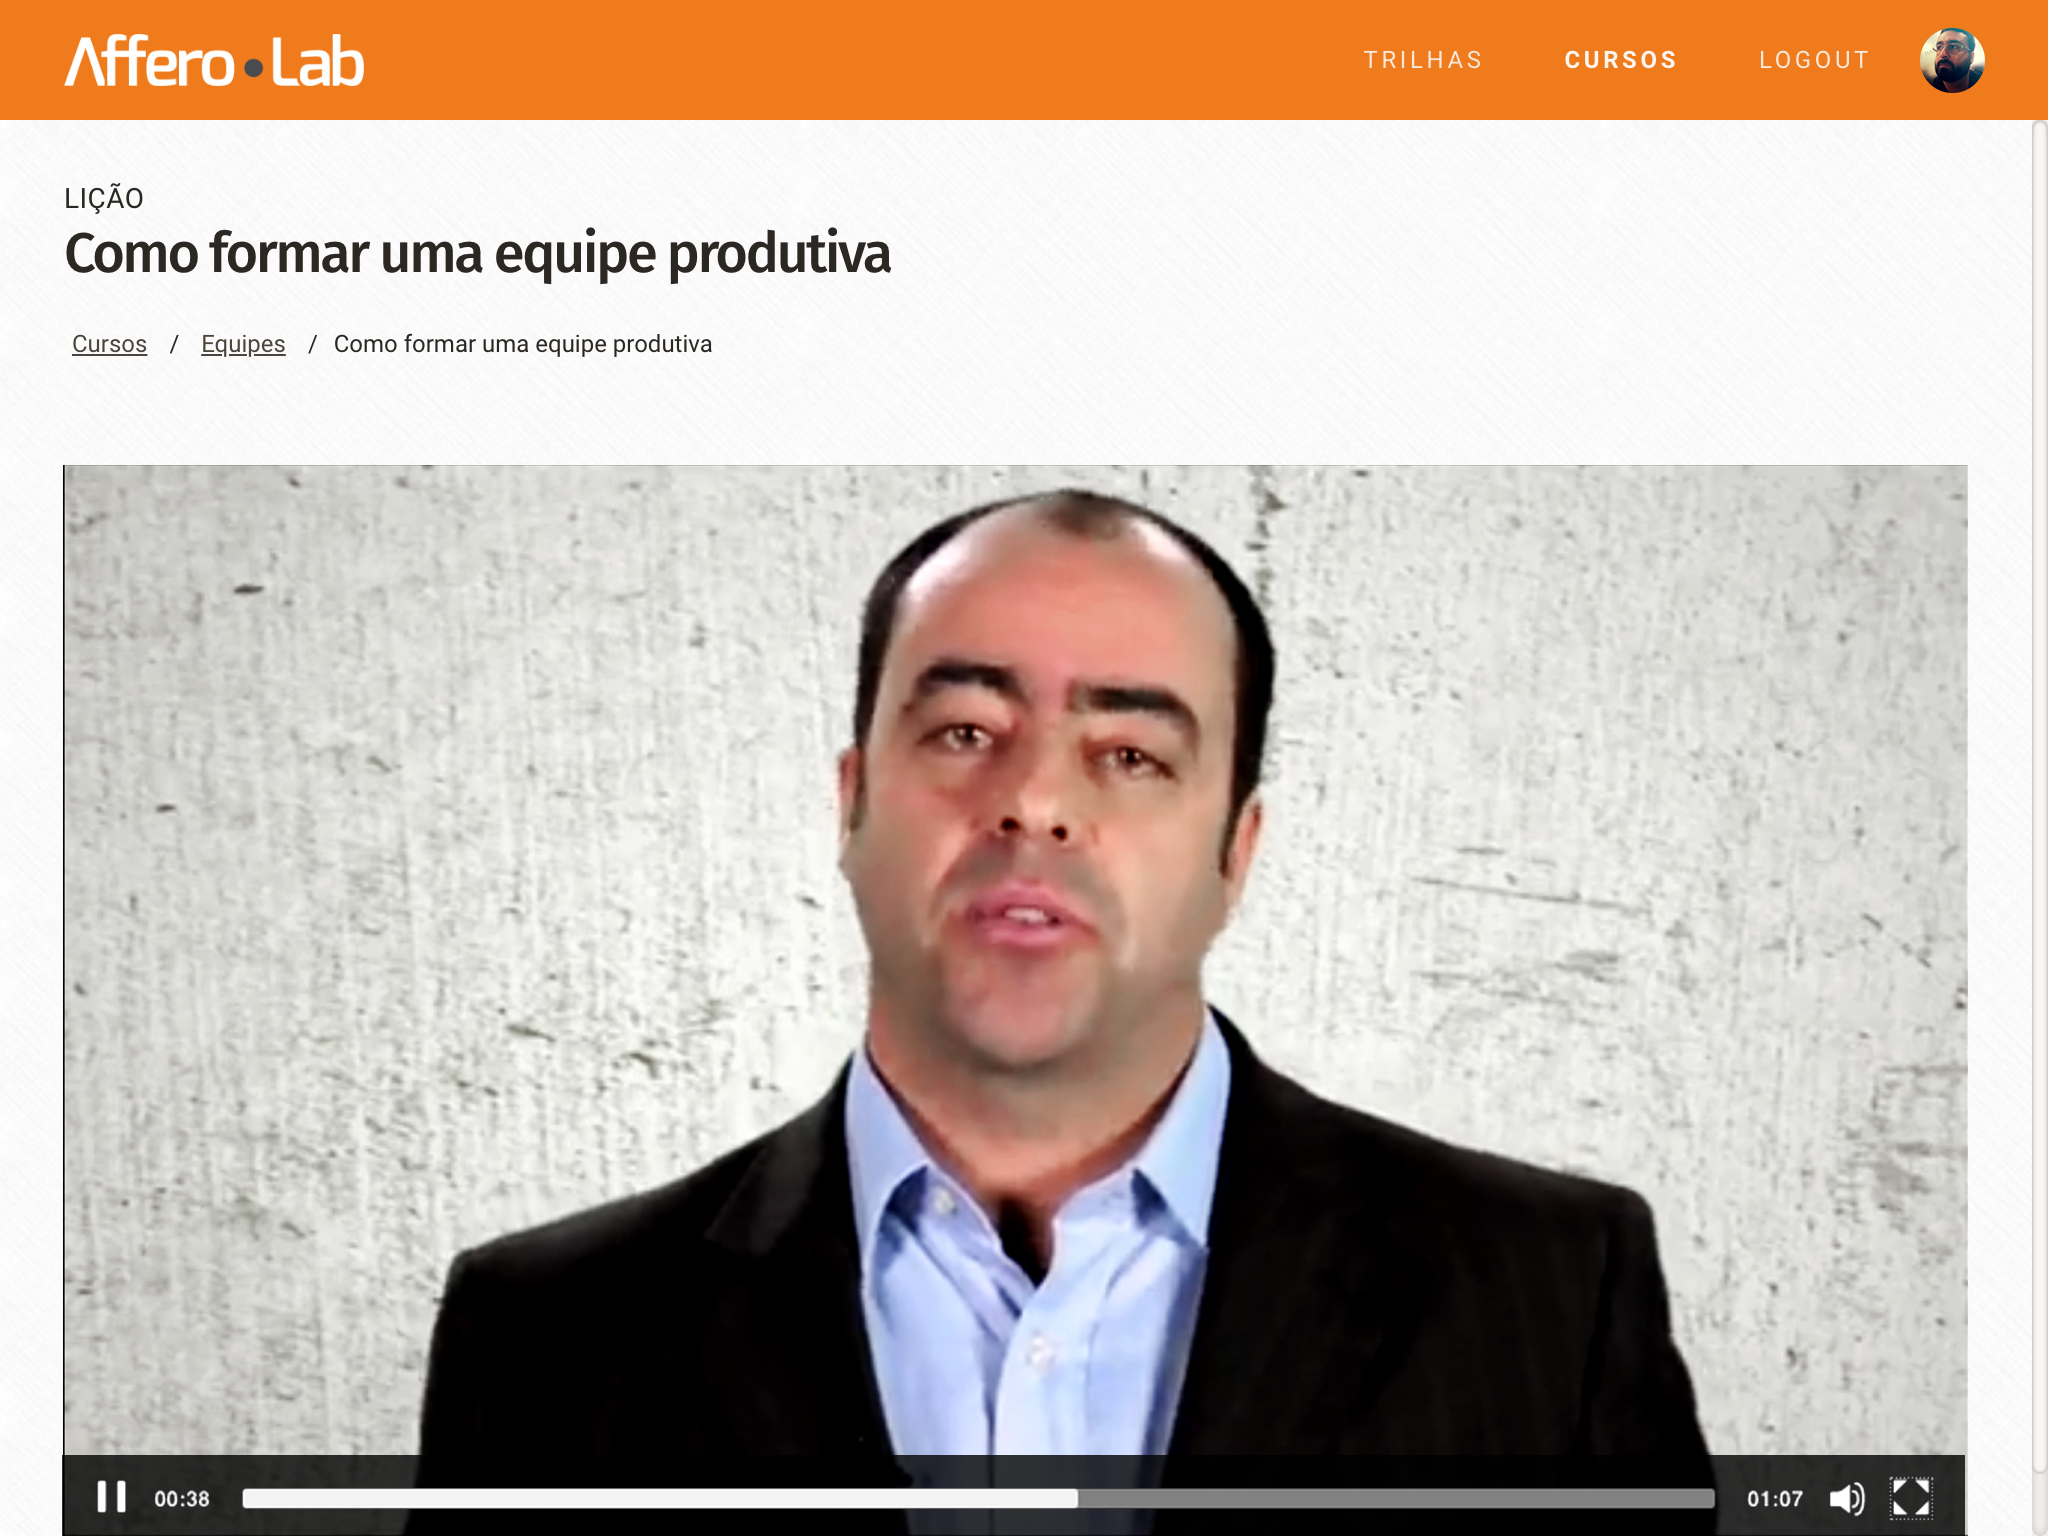 Affero Lab
TRILHAS CURSOS LOGOUT
LIÇÃO
Como formar uma equipe produtiva
Cursos / Equipes / Como formar uma equipe produtiva
00:38 01:07